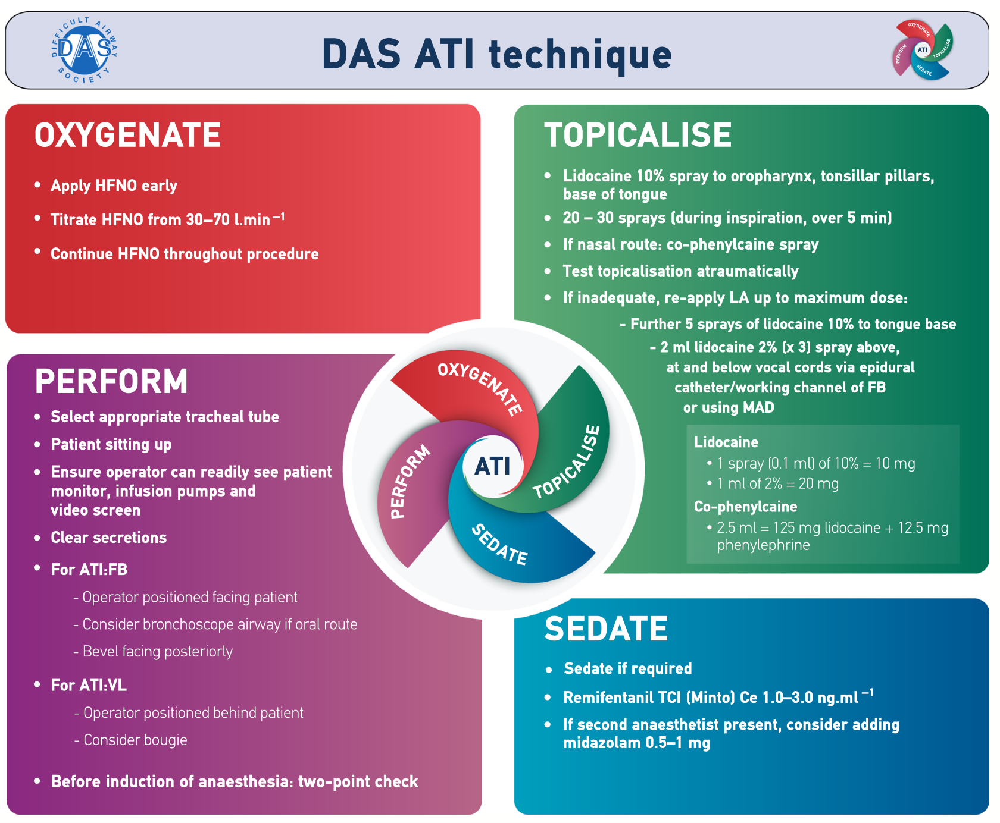 DIFFICULT AIRWAY
DAS
SOCIETY
DAS ATI technique
OXYGENATE
TOPICALISE
SEDATE
PERFORM
ATI
OXYGENATE
• Apply HFNO early
• Titrate HFNO from 30–70 l.min⁻¹
• Continue HFNO throughout procedure
TOPICALISE
• Lidocaine 10% spray to oropharynx, tonsillar pillars,
base of tongue
• 20 – 30 sprays (during inspiration, over 5 min)
• If nasal route: co-phenylcaine spray
• Test topicalisation atraumatically
• If inadequate, re-apply LA up to maximum dose:
- Further 5 sprays of lidocaine 10% to tongue base
- 2 ml lidocaine 2% (x 3) spray above,
at and below vocal cords via epidural
catheter/working channel of FB
or using MAD
Lidocaine
• 1 spray (0.1 ml) of 10% = 10 mg
• 1 ml of 2% = 20 mg
Co-phenylcaine
• 2.5 ml = 125 mg lidocaine + 12.5 mg
phenylephrine
PERFORM
• Select appropriate tracheal tube
• Patient sitting up
• Ensure operator can readily see patient
monitor, infusion pumps and
video screen
• Clear secretions
• For ATI:FB
- Operator positioned facing patient
- Consider bronchoscope airway if oral route
- Bevel facing posteriorly
• For ATI:VL
- Operator positioned behind patient
- Consider bougie
• Before induction of anaesthesia: two-point check
OXYGENATE
TOPICALISE
SEDATE
PERFORM
ATI
SEDATE
• Sedate if required
• Remifentanil TCI (Minto) Ce 1.0–3.0 ng.ml⁻¹
• If second anaesthetist present, consider adding
midazolam 0.5–1 mg